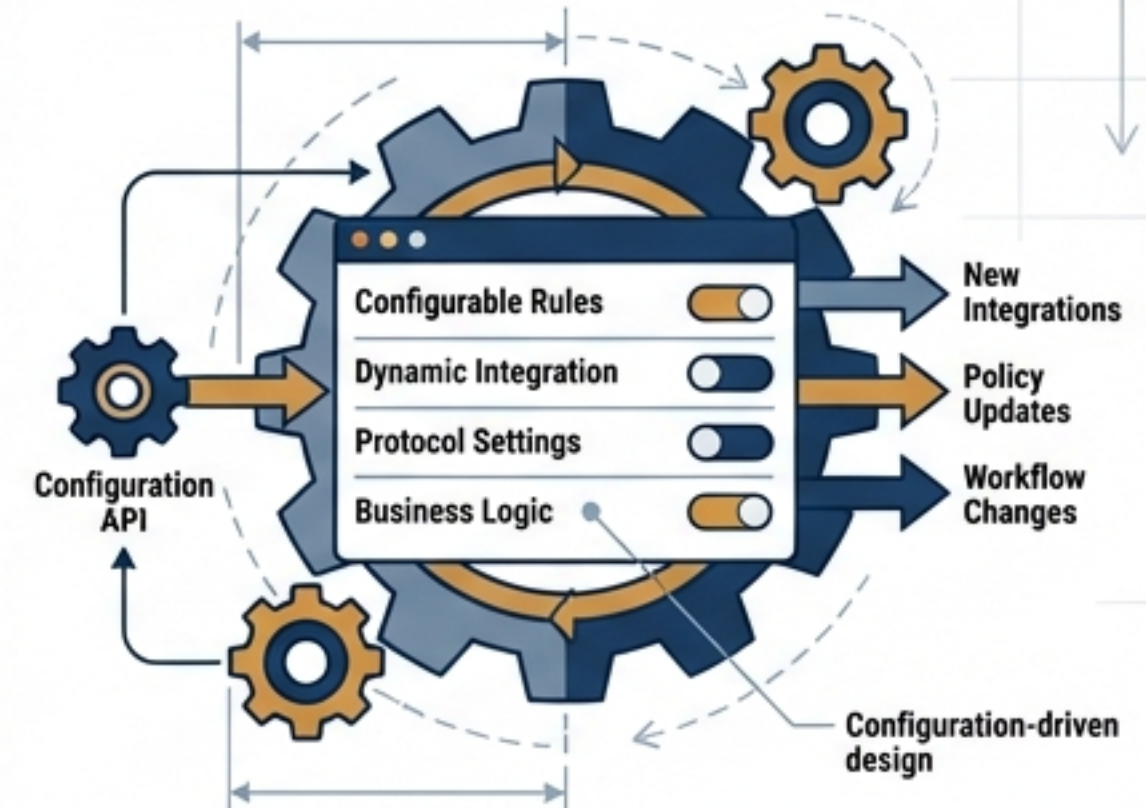 Configurable Rules
Dynamic Integration
Protocol Settings
Business Logic
Configuration
API
New
Integrations
Policy
Updates
Workflow
Changes
Configuration-driven
design